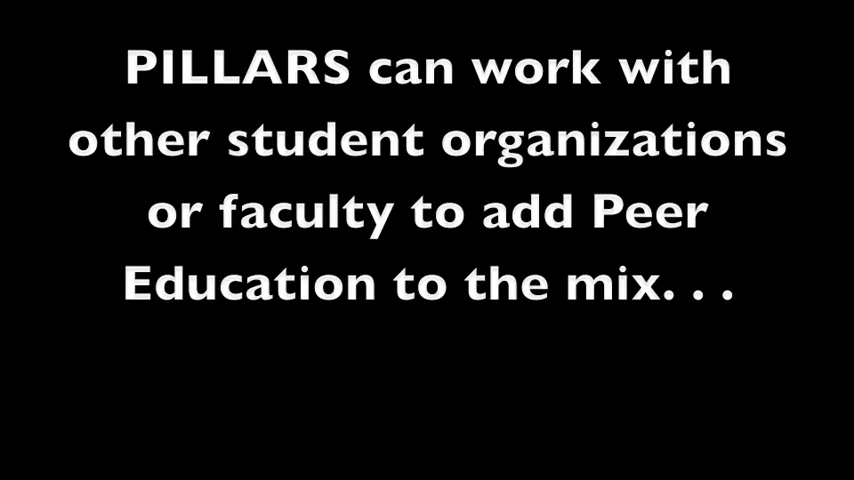 PILLARS can work with
other student organizations
or faculty to add Peer
Education to the mix. . .